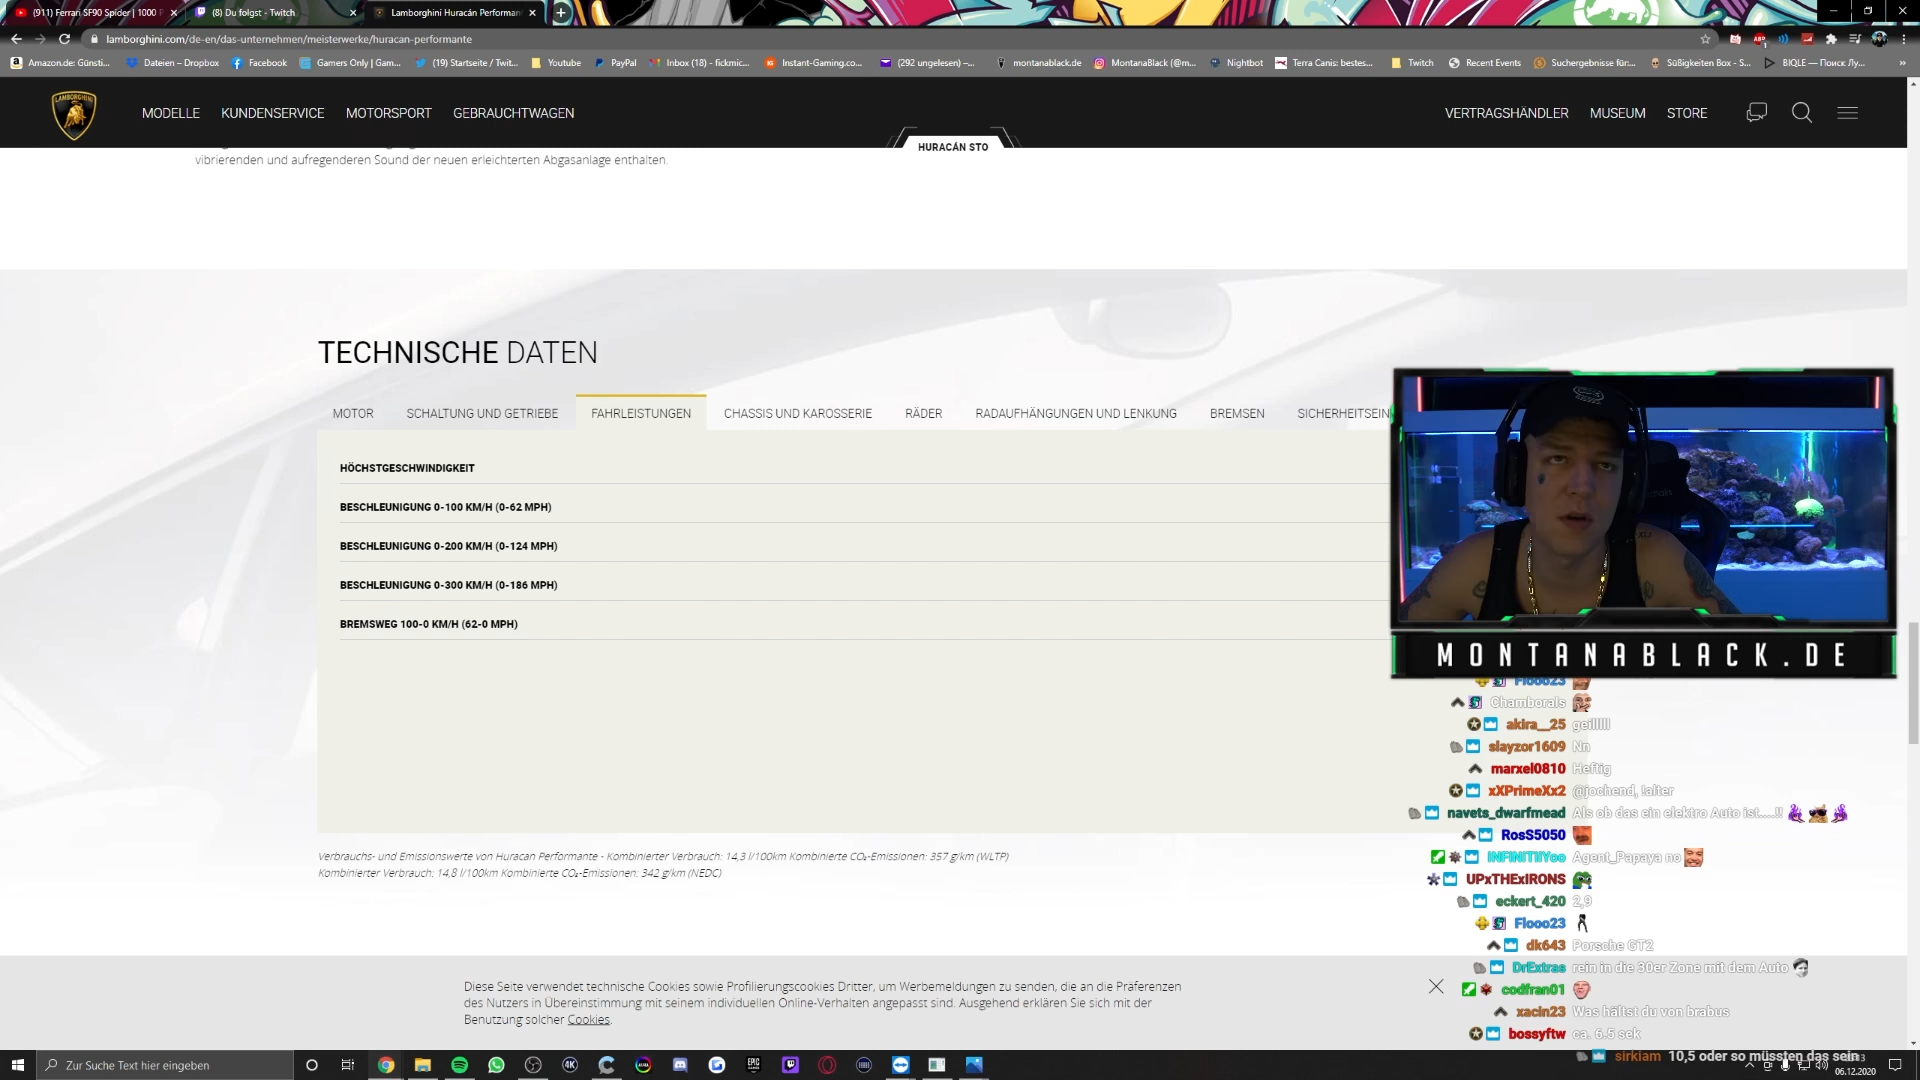 (911) Ferrari SF90 Spider | 1000 P
(8) Du folgst - Twitch
Lamborghini Huracán Performan
lamborghini.com/de-en/das-unternehmen/meisterwerke/huracan-performante
Amazon.de: Günsti... Dateien – Dropbox Facebook Gamers Only | Gam... (19) Startseite / Twit... Youtube PayPal Inbox (18) - fickmic... Instant-Gaming.co... (292 ungelesen) –... montanablack.de MontanaBlack (@m... Nightbot Terra Canis: bestes... Twitch Recent Events Suchergebnisse für:... Süßigkeiten Box - S... BIQLE — Поиск Лу... »
LAMBORGHINI
MODELLE KUNDENSERVICE MOTORSPORT GEBRAUCHTWAGEN
VERTRAGSHÄNDLER MUSEUM STORE
HURACÁN STO
vibrierenden und aufregenderen Sound der neuen erleichterten Abgasanlage enthalten.
TECHNISCHE DATEN
MOTOR SCHALTUNG UND GETRIEBE FAHRLEISTUNGEN CHASSIS UND KAROSSERIE RÄDER RADAUFHÄNGUNGEN UND LENKUNG BREMSEN SICHERHEITSEIN
HÖCHSTGESCHWINDIGKEIT
BESCHLEUNIGUNG 0-100 KM/H (0-62 MPH)
BESCHLEUNIGUNG 0-200 KM/H (0-124 MPH)
BESCHLEUNIGUNG 0-300 KM/H (0-186 MPH)
BREMSWEG 100-0 KM/H (62-0 MPH)
Verbrauchs- und Emissionswerte von Huracan Performante - Kombinierter Verbrauch: 14,3 l/100km Kombinierte CO₂-Emissionen: 357 g/km (WLTP)
Kombinierter Verbrauch: 14,8 l/100km Kombinierte CO₂-Emissionen: 342 g/km (NEDC)
MONTANABLACK.DE
Flooo23
Chamborals
akira__25 geilllll
slayzor1609 Nn
marxel0810 Heftig
xXPrimeXx2 @jochend, !alter
navets_dwarfmead Als ob das ein elektro Auto ist.....!!
RosS5050
INFINITIIYoo Agent_Papaya no
UPxTHExIRONS
eckert_420 2,9
Flooo23
dk643 Porsche GT2
DrExtras rein in die 30er Zone mit dem Auto
codfran01
xacin23 Was hältst du von brabus
bossyftw ca. 6.5 sek
sirkiam 10,5 oder so müssten das sein
Diese Seite verwendet technische Cookies sowie Profilierungscookies Dritter, um Werbemeldungen zu senden, die an die Präferenzen
des Nutzers in Übereinstimmung mit seinem individuellen Online-Verhalten angepasst sind. Ausgehend erklären Sie sich mit der
Benutzung solcher Cookies.
Zur Suche Text hier eingeben
06.12.2020